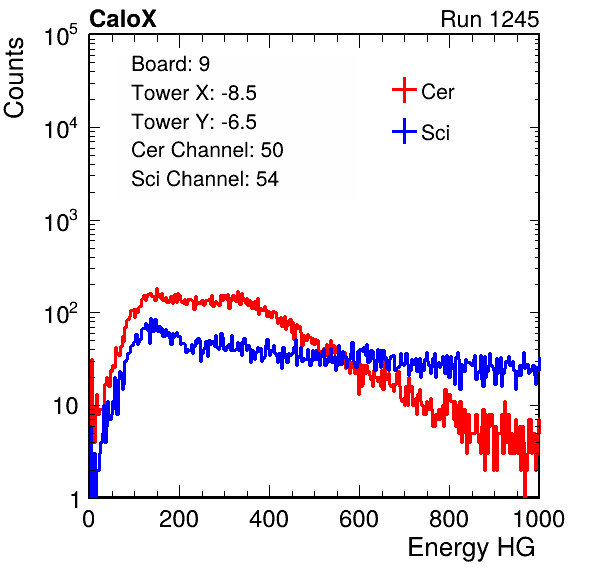 CaloX Run 1245
Counts
10^5
10^4
10^3
10^2
10
1
Board: 9
Tower X: -8.5
Tower Y: -6.5
Cer Channel: 50
Sci Channel: 54
Cer
Sci
0 200 400 600 800 1000
Energy HG